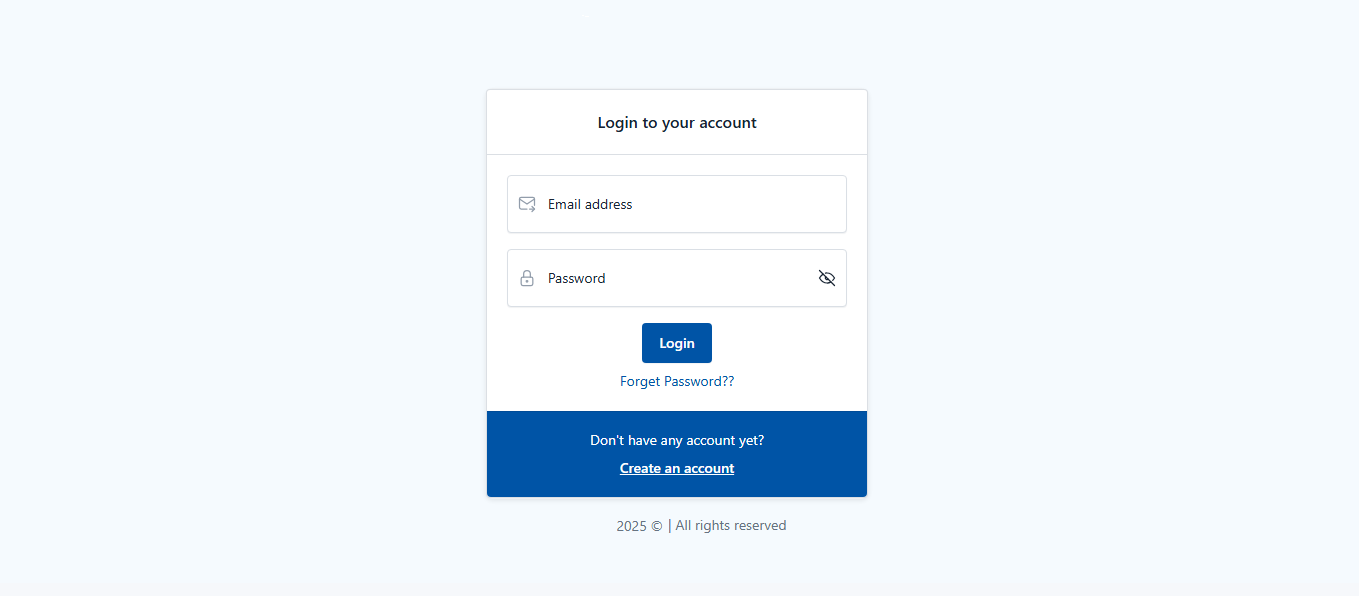 Login to your account
Email address
Password
Login
Forget Password??
Don't have any account yet?
Create an account
2025 © | All rights reserved